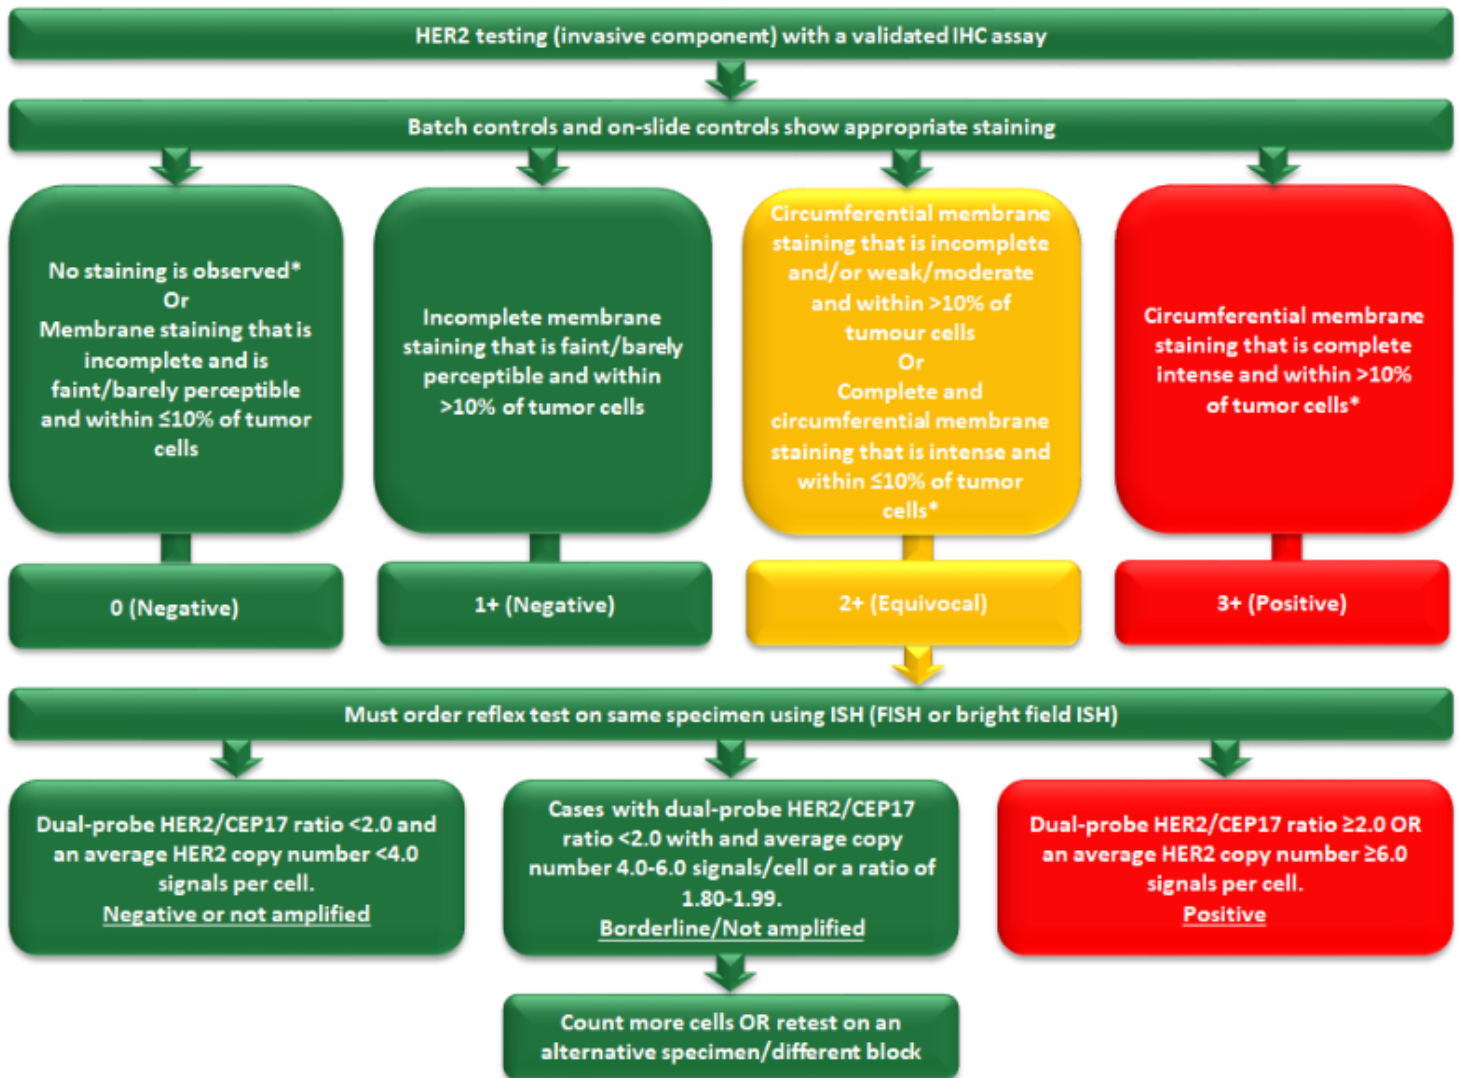 HER2 testing (invasive component) with a validated IHC assay
Batch controls and on-slide controls show appropriate staining
No staining is observed*
Or
Membrane staining that is
incomplete and is
faint/barely perceptible
and within ≤10% of tumor
cells
Incomplete membrane
staining that is faint/barely
perceptible and within
>10% of tumor cells
Circumferential membrane
staining that is incomplete
and/or weak/moderate
and within >10% of
tumour cells
Or
Complete and
circumferential membrane
staining that is intense and
within ≤10% of tumor
cells*
Circumferential membrane
staining that is complete
intense and within >10%
of tumor cells*
0 (Negative)
1+ (Negative)
2+ (Equivocal)
3+ (Positive)
Must order reflex test on same specimen using ISH (FISH or bright field ISH)
Dual-probe HER2/CEP17 ratio <2.0 and
an average HER2 copy number <4.0
signals per cell.
Negative or not amplified
Cases with dual-probe HER2/CEP17
ratio <2.0 with and average copy
number 4.0-6.0 signals/cell or a ratio of
1.80-1.99.
Borderline/Not amplified
Dual-probe HER2/CEP17 ratio ≥2.0 OR
an average HER2 copy number ≥6.0
signals per cell.
Positive
Count more cells OR retest on an
alternative specimen/different block